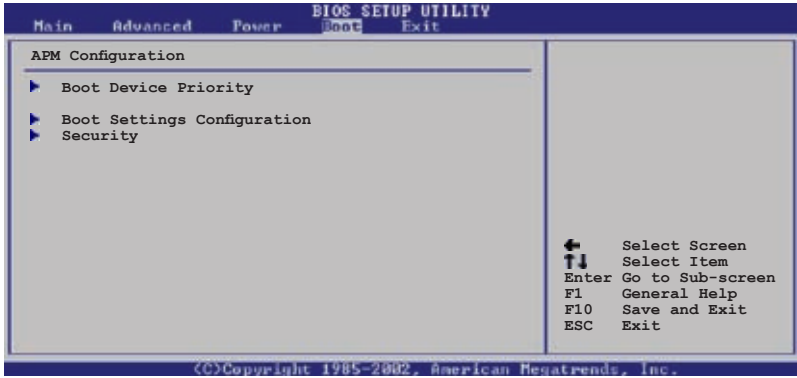 BIOS SETUP UTILITY
Main Advanced Power Boot Exit
APM Configuration
Boot Device Priority
Boot Settings Configuration
Security
Select Screen
Select Item
Enter Go to Sub-screen
F1 General Help
F10 Save and Exit
ESC Exit
(C)Copyright 1985-2002, American Megatrends, Inc.